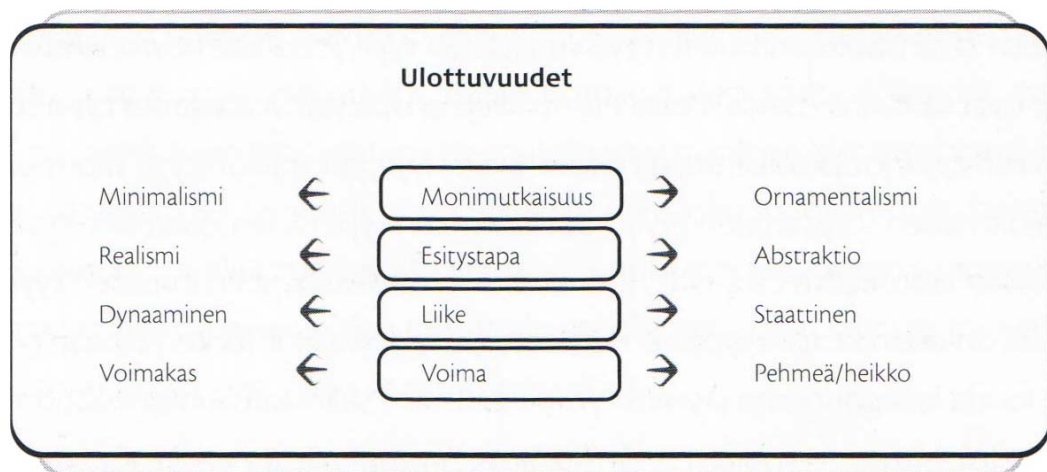 Ulottuvuudet
Minimalismi Monimutkaisuus Ornamentalismi
Realismi Esitystapa Abstraktio
Dynaaminen Liike Staattinen
Voimakas Voima Pehmeä/heikko